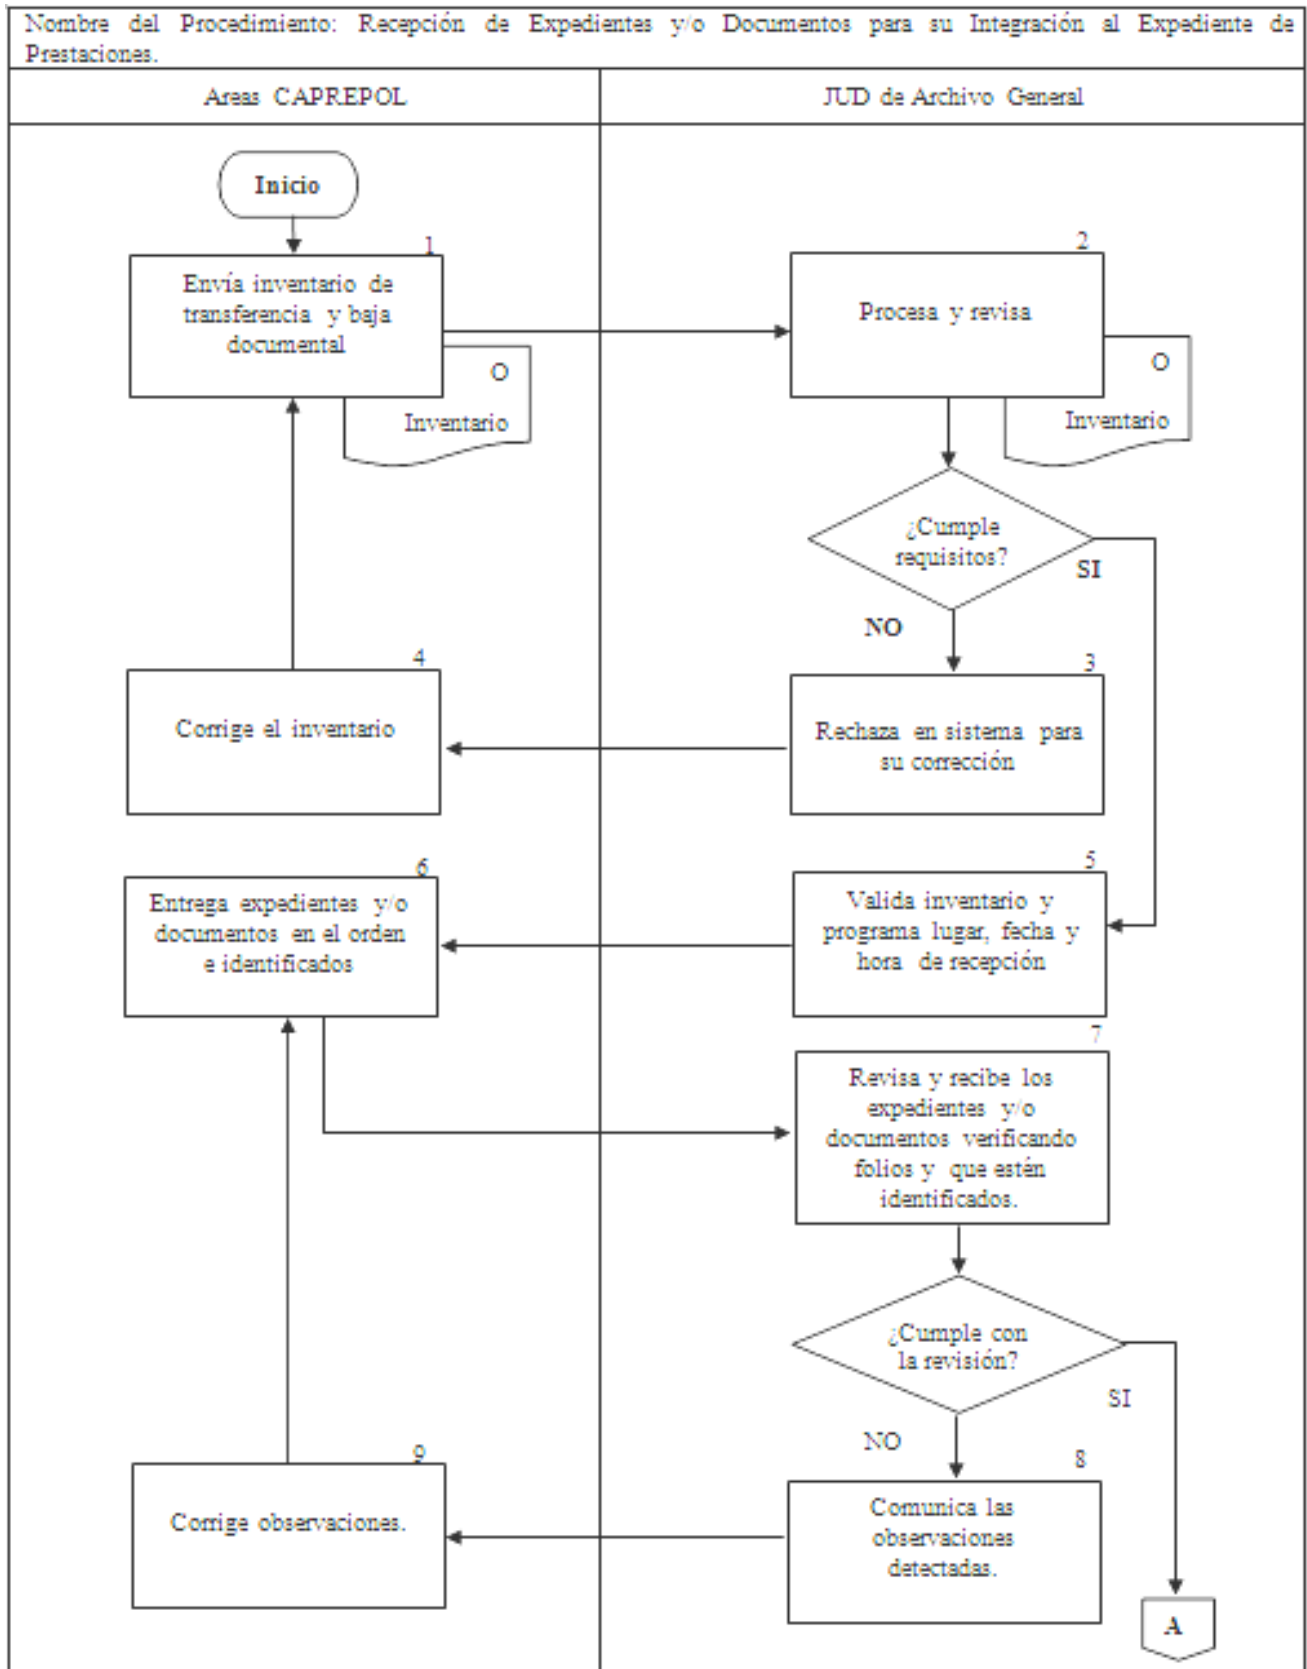 Nombre del Procedimiento: Recepción de Expedientes y/o Documentos para su Integración al Expediente de
Prestaciones.
Areas CAPREPOL
JUD de Archivo General
Inicio
1
Envía inventario de
transferencia y baja
documental
O
Inventario
2
Procesa y revisa
O
Inventario
¿Cumple
requisitos?
SI
NO
3
Rechaza en sistema para
su corrección
4
Corrige el inventario
5
Valida inventario y
programa lugar, fecha y
hora de recepción
6
Entrega expedientes y/o
documentos en el orden
e identificados
7
Revisa y recibe los
expedientes y/o
documentos verificando
folios y que estén
identificados.
¿Cumple con
la revisión?
SI
NO
8
Comunica las
observaciones
detectadas.
9
Corrige observaciones.
A